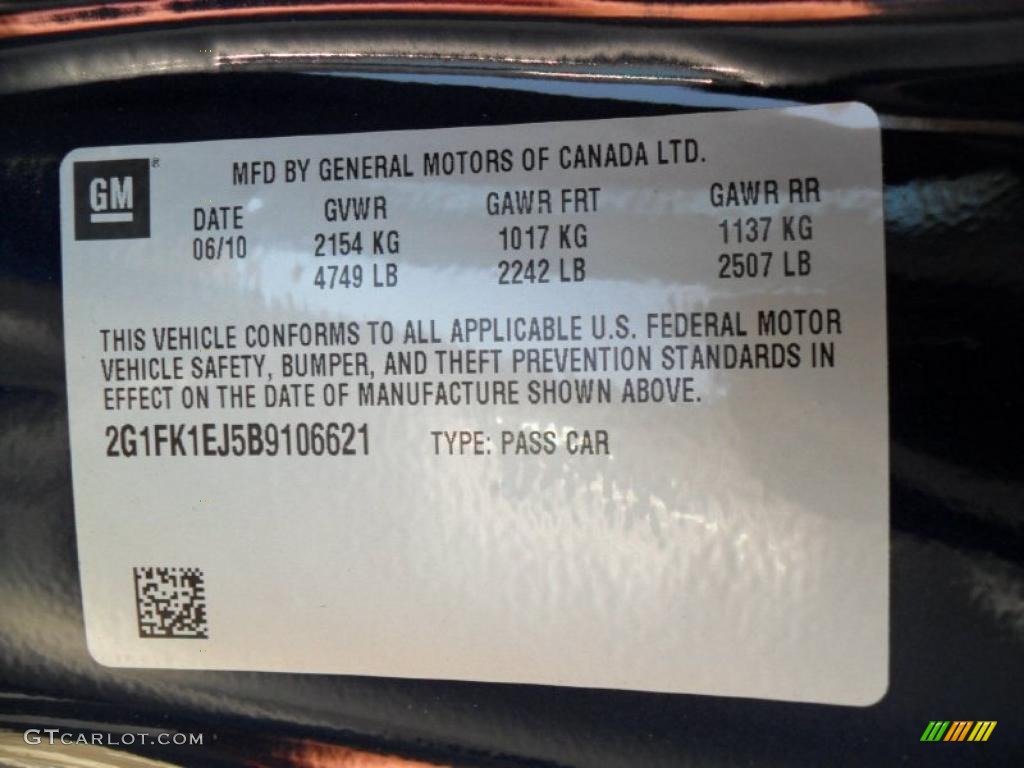 GM ®
MFD BY GENERAL MOTORS OF CANADA LTD.
DATE GVWR GAWR FRT GAWR RR
06/10 2154 KG 1017 KG 1137 KG
4749 LB 2242 LB 2507 LB
THIS VEHICLE CONFORMS TO ALL APPLICABLE U.S. FEDERAL MOTOR
VEHICLE SAFETY, BUMPER, AND THEFT PREVENTION STANDARDS IN
EFFECT ON THE DATE OF MANUFACTURE SHOWN ABOVE.
2G1FK1EJ5B9106621 TYPE: PASS CAR
GTCARLOT.COM